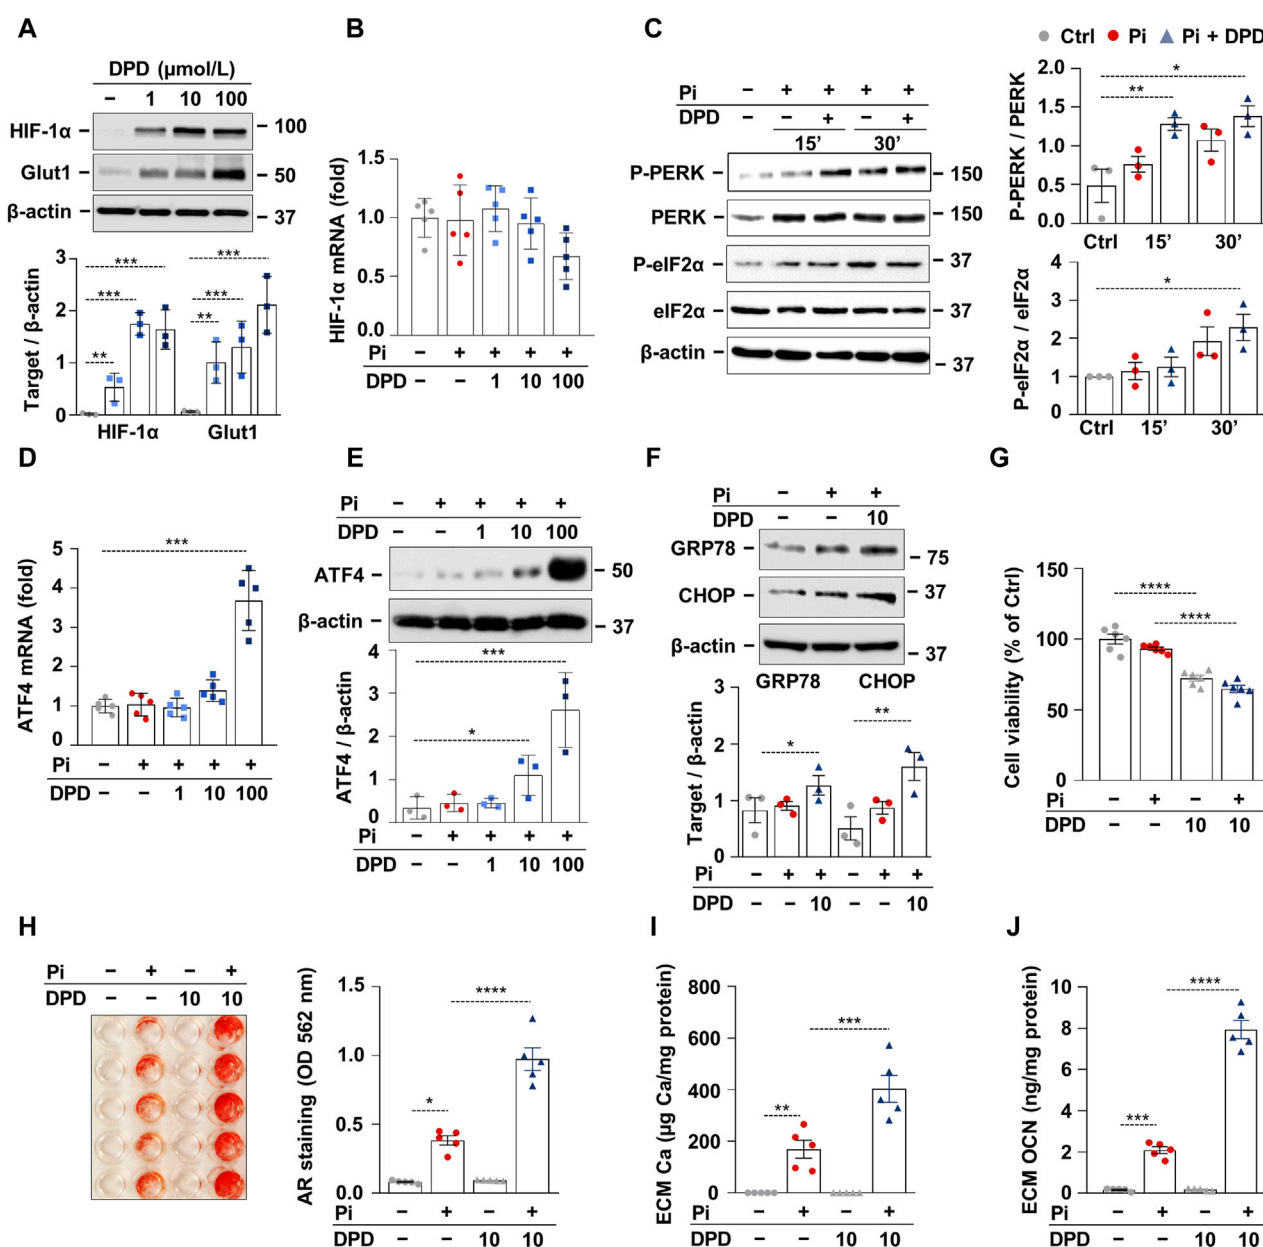 A
DPD (μmol/L)
– 1 10 100
HIF-1α – 100
Glut1 – 50
β-actin – 37
Target / β-actin
3
2
1
0
*** *** ** *** *** **
HIF-1α Glut1
B
HIF-1α mRNA (fold)
1.5
1.0
0.5
0.0
Pi – + + + +
DPD – – 1 10 100
C
Pi – + + + +
DPD – – + – +
15’ 30’
P-PERK – 150
PERK – 150
P-eIF2α – 37
eIF2α – 37
β-actin – 37
Ctrl Pi Pi + DPD
P-PERK / PERK
2.0
1.5
1.0
0.5
0.0
* **
Ctrl 15’ 30’
P-eIF2α / eIF2α
4
3
2
1
0
*
Ctrl 15’ 30’
D
ATF4 mRNA (fold)
5
4
3
2
1
0
***
Pi – + + + +
DPD – – 1 10 100
E
Pi – + + + +
DPD – – 1 10 100
ATF4 – 50
β-actin – 37
ATF4 / β-actin
4
3
2
1
0
*** *
Pi – + + + +
DPD – – 1 10 100
F
Pi – + +
DPD – – 10
GRP78 – 75
CHOP – 37
β-actin – 37
GRP78 CHOP
Target / β-actin
3
2
1
0
* **
Pi – + + – + +
DPD – – 10 – – 10
G
Cell viability (% of Ctrl)
150
100
50
0
**** ****
Pi – + – +
DPD – – 10 10
H
Pi – + – +
DPD – – 10 10
AR staining (OD 562 nm)
1.5
1.0
0.5
0.0
* ****
Pi – + – +
DPD – – 10 10
I
ECM Ca (μg Ca/mg protein)
800
600
400
200
0
** ***
Pi – + – +
DPD – – 10 10
J
ECM OCN (ng/mg protein)
10
8
6
4
2
0
*** ****
Pi – + – +
DPD – – 10 10